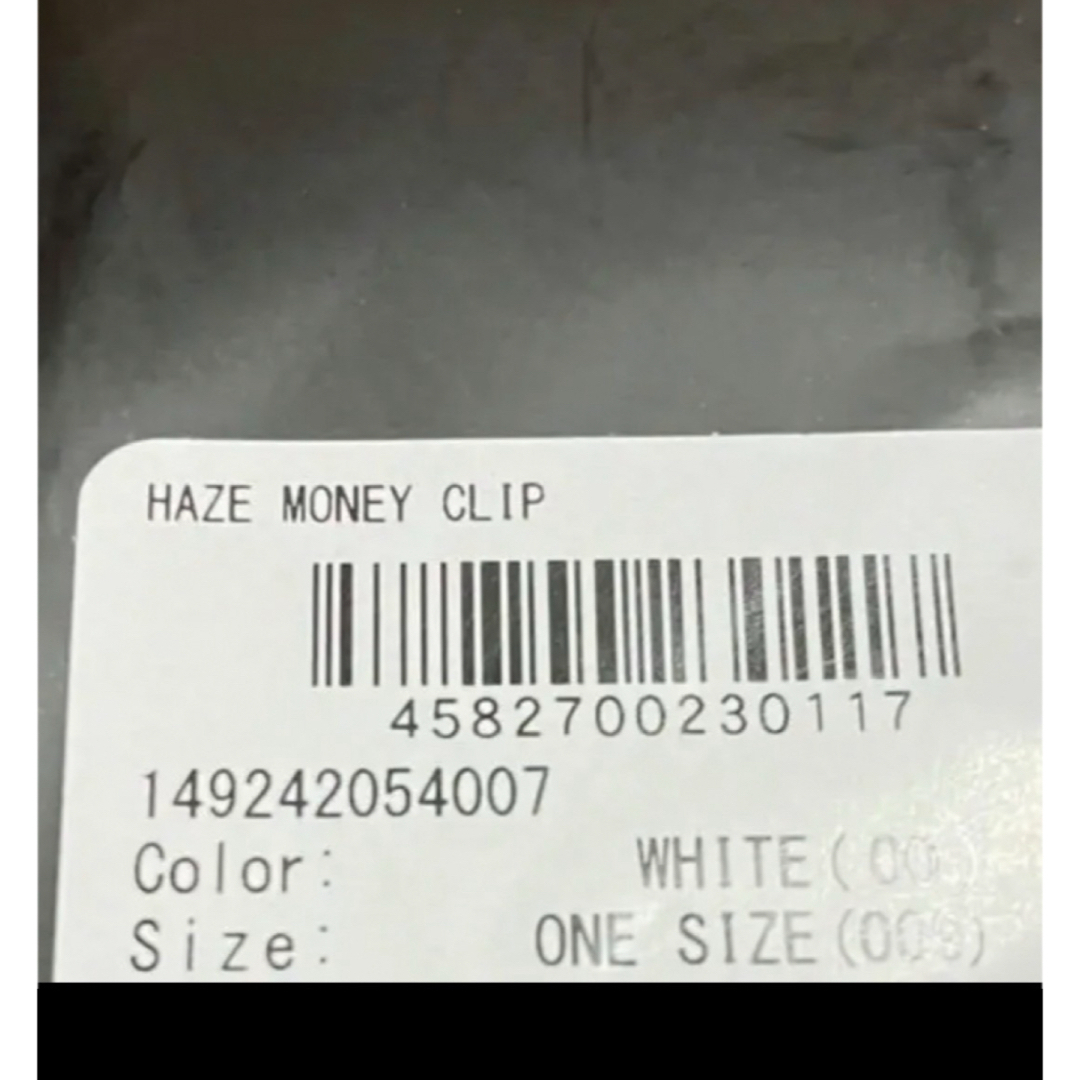 HAZE MONEY CLIP
4582700230117
149242054007
Color: WHITE
Size: ONE SIZE